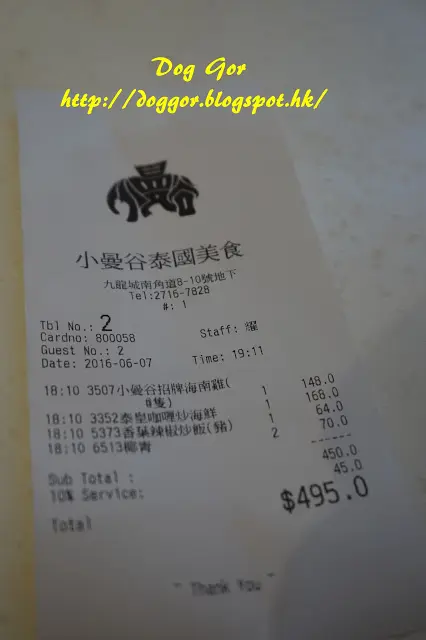 Dog Gor
http://doggor.blogspot.hk/
小曼谷
小曼谷泰國美食
九龍城南角道8-10號地下
Tel:2716-7828
#: 1
Tbl No.: 2
Cardno: 800058 Staff: 耀
Guest No.: 2
Date: 2016-06-07 Time: 19:11
18:10 3507小曼谷招牌海南雞( 1 148.0
隻)
18:10 3352泰皇咖喱炒海鮮 1 168.0
18:10 5373香葉辣椒炒飯(豬) 1 64.0
18:10 6513椰青 2 70.0
------
Sub Total : 450.0
10% Service: 45.0
Total $495.0
~ Thank You ~